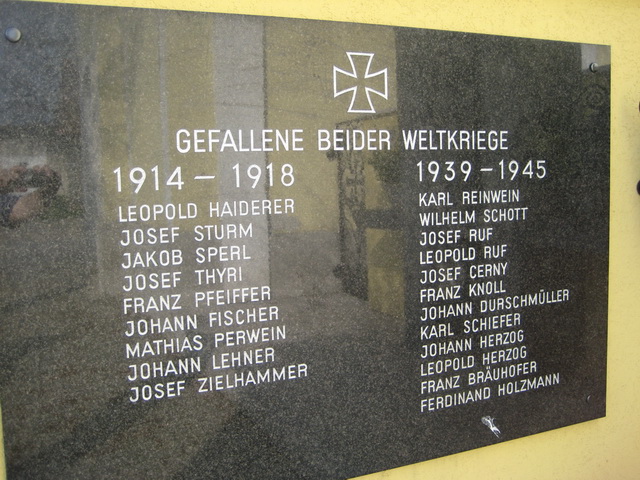 GEFALLENE BEIDER WELTKRIEGE
1914 – 1918
LEOPOLD HAIDERER
JOSEF STURM
JAKOB SPERL
JOSEF THYRI
FRANZ PFEIFFER
JOHANN FISCHER
MATHIAS PERWEIN
JOHANN LEHNER
JOSEF ZIELHAMMER
1939 – 1945
KARL REINWEIN
WILHELM SCHOTT
JOSEF RUF
LEOPOLD RUF
JOSEF CERNY
FRANZ KNOLL
JOHANN DURSCHMÜLLER
KARL SCHIEFER
JOHANN HERZOG
LEOPOLD HERZOG
FRANZ BRÄUHOFER
FERDINAND HOLZMANN